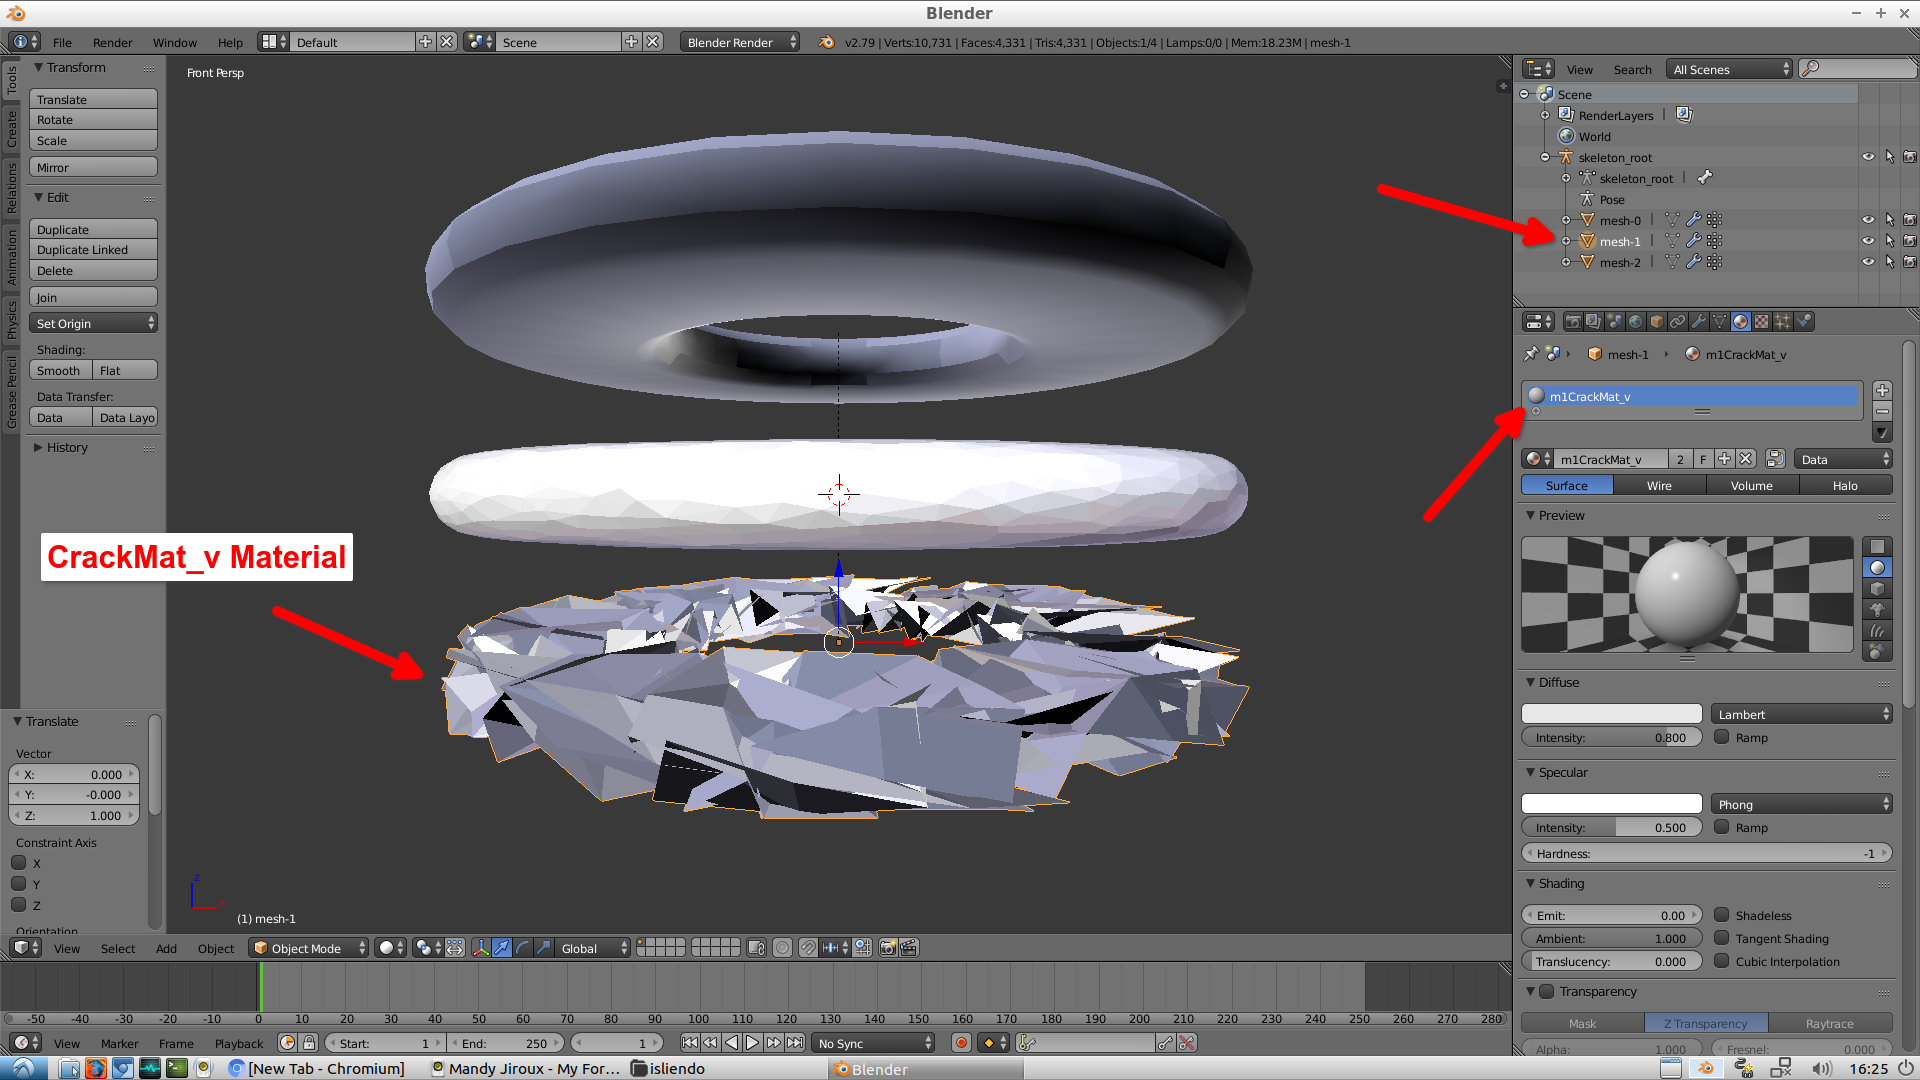 Blender
File Render Window Help Default Scene Blender Render v2.79 | Verts:10,731 | Faces:4,331 | Tris:4,331 | Objects:1/4 | Lamps:0/0 | Mem:18.23M | mesh-1
Tools
Create
Relations
Animation
Physics
Grease Pencil
Transform
Translate
Rotate
Scale
Mirror
Edit
Duplicate
Duplicate Linked
Delete
Join
Set Origin
Shading:
Smooth Flat
Data Transfer:
Data Data Layo
History
Translate
Vector
X: 0.000
Y: -0.000
Z: 1.000
Constraint Axis
X
Y
Z
Orientation
Front Persp
CrackMat_v Material
z
(1) mesh-1
View Select Add Object Object Mode Global
View Search All Scenes
Scene
RenderLayers |
World
skeleton_root
skeleton_root |
Pose
mesh-0 |
mesh-1 |
mesh-2 |
mesh-1 m1CrackMat_v
m1CrackMat_v
m1CrackMat_v 2 F Data
Surface Wire Volume Halo
Preview
Diffuse
Lambert
Intensity: 0.800 Ramp
Specular
Phong
Intensity: 0.500 Ramp
Hardness: -1
Shading
Emit: 0.00 Shadeless
Ambient: 1.000 Tangent Shading
Translucency: 0.000 Cubic Interpolation
Transparency
Mask Z Transparency Raytrace
Alpha: 1.000 Fresnel: 0.000
-50 -40 -30 -20 -10 0 10 20 30 40 50 60 70 80 90 100 110 120 130 140 150 160 170 180 190 200 210 220 230 240 250 260 270 280
View Marker Frame Playback Start: 1 End: 250 1 No Sync
[New Tab - Chromium] Mandy Jiroux - My For... isliendo Blender 16:25